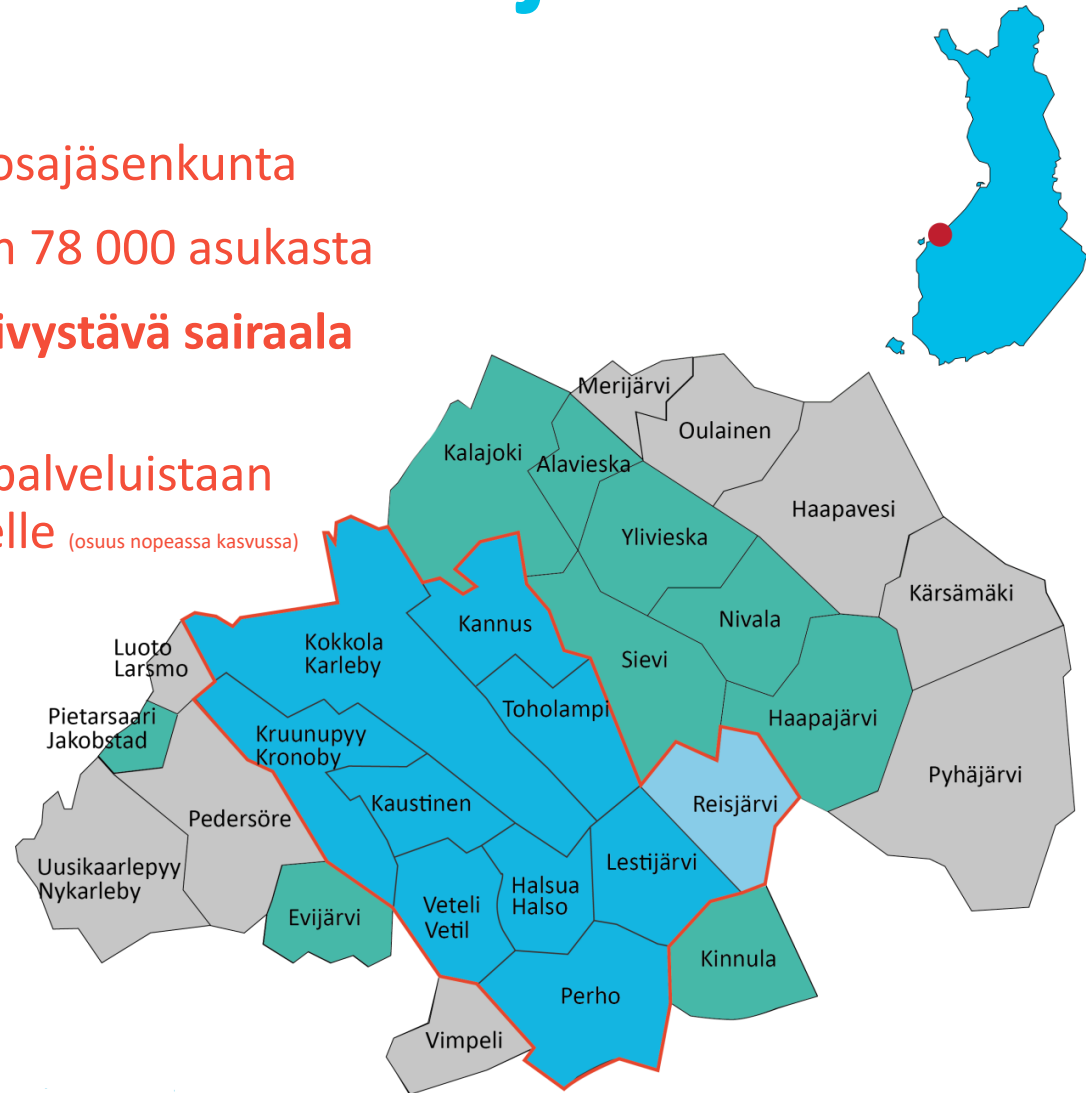 osajäsenkunta
78 000 asukasta
sairaala
palveluistaan
(osuus nopeassa kasvussa)
Merijärvi
Oulainen
Kalajoki
Alavieska
Haapavesi
Ylivieska
Kärsämäki
Nivala
Kannus
Kokkola
Karleby
Luoto
Larsmo
Sievi
Toholampi
Pietarsaari
Jakobstad
Haapajärvi
Kruunupyy
Kronoby
Pyhäjärvi
Kaustinen
Reisjärvi
Pedersöre
Uusikaarlepyy
Nykarleby
Lestijärvi
Halsua
Halso
Evijärvi
Veteli
Vetil
Kinnula
Perho
Vimpeli